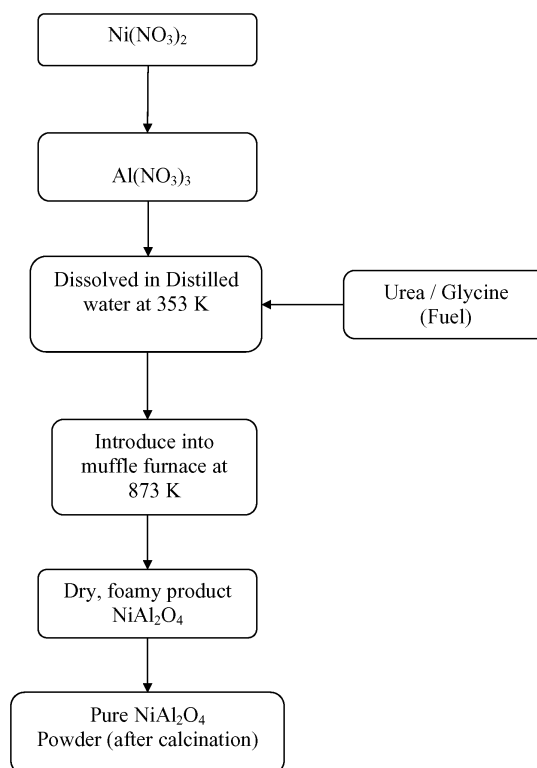 Ni(NO₃)₂
Al(NO₃)₃
Dissolved in Distilled
water at 353 K
Urea / Glycine
(Fuel)
Introduce into
muffle furnace at
873 K
Dry, foamy product
NiAl₂O₄
Pure NiAl₂O₄
Powder (after calcination)